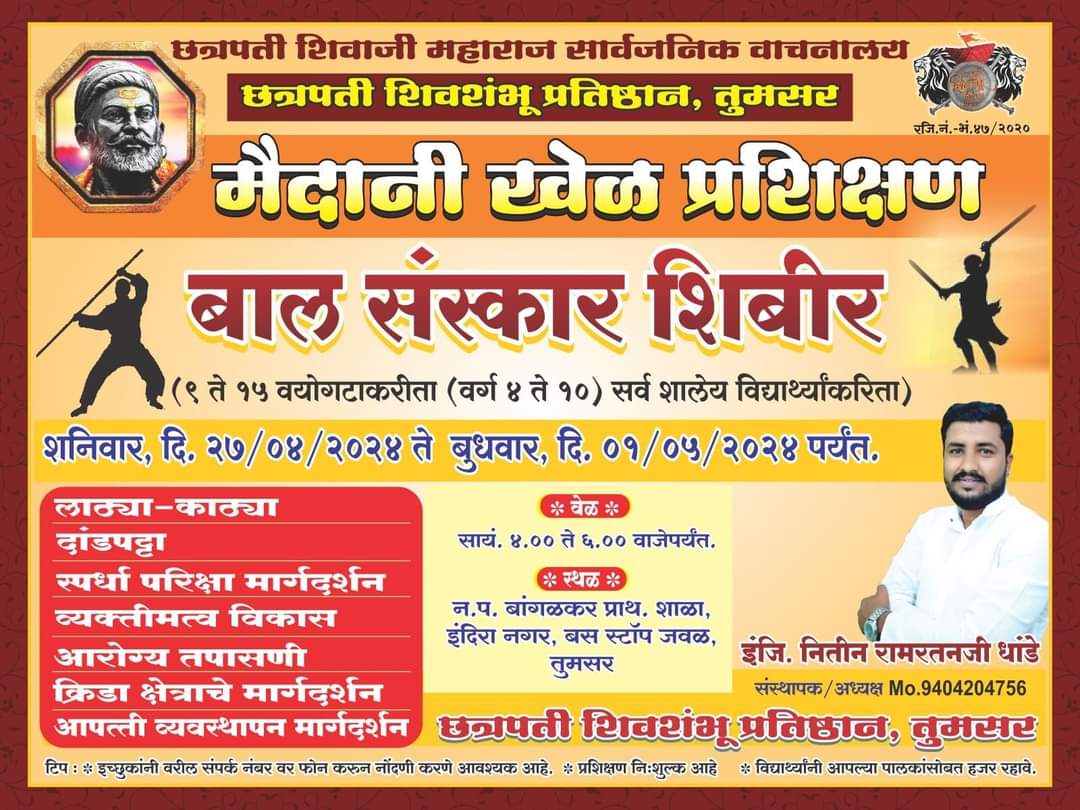 छत्रपती शिवाजी महाराज सार्वजनिक वाचनालय
छत्रपती शिवशंभू प्रतिष्ठान, तुमसर
रजि.नं.-भं.४७/२०२०
मैदानी खेळ प्रशिक्षण
बाल संस्कार शिबीर
(९ ते १५ वयोगटाकरीता (वर्ग ४ ते १०) सर्व शालेय विद्यार्थ्यांकरिता)
शनिवार, दि. २७/०४/२०२४ ते बुधवार, दि. ०१/०५/२०२४ पर्यंत.
लाठ्या-काठ्या
दांडपट्टा
स्पर्धा परिक्षा मार्गदर्शन
व्यक्तीमत्व विकास
आरोग्य तपासणी
क्रिडा क्षेत्राचे मार्गदर्शन
आपत्ती व्यवस्थापन मार्गदर्शन
* वेळ *
सायं. ४.०० ते ६.०० वाजेपर्यंत.
* स्थळ *
न.प. बांगळकर प्राथ. शाळा,
इंदिरा नगर, बस स्टॉप जवळ,
तुमसर
इंजि. नितीन रामरतनजी धांडे
संस्थापक/अध्यक्ष Mo.9404204756
छत्रपती शिवशंभू प्रतिष्ठान, तुमसर
टिप : * इच्छुकांनी वरील संपर्क नंबर वर फोन करुन नोंदणी करणे आवश्यक आहे. * प्रशिक्षण निःशुल्क आहे * विद्यार्थ्यांनी आपल्या पालकांसोबत हजर रहावे.